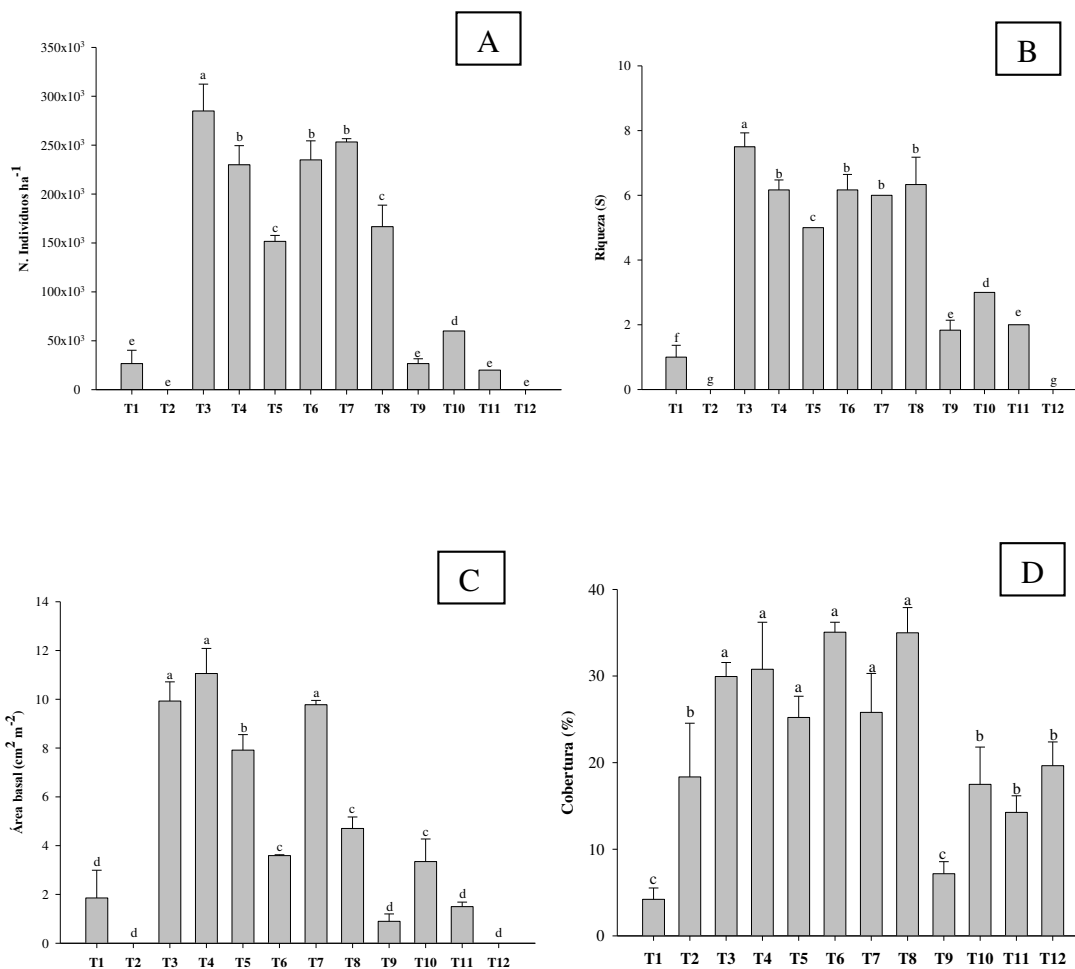 A
N. Indivíduos ha-1
350x10³
300x10³
250x10³
200x10³
150x10³
100x10³
50x10³
0
e
e
a
b
c
b
b
c
e
d
e
e
T1 T2 T3 T4 T5 T6 T7 T8 T9 T10 T11 T12
B
Riqueza (S)
10
8
6
4
2
0
f
g
a
b
c
b
b
b
e
d
e
g
T1 T2 T3 T4 T5 T6 T7 T8 T9 T10 T11 T12
C
Área basal (cm² m-2)
14
12
10
8
6
4
2
0
d
d
a
a
b
c
a
c
d
c
d
d
T1 T2 T3 T4 T5 T6 T7 T8 T9 T10 T11 T12
D
Cobertura (%)
40
30
20
10
0
c
b
a
a
a
a
a
a
c
b
b
b
T1 T2 T3 T4 T5 T6 T7 T8 T9 T10 T11 T12